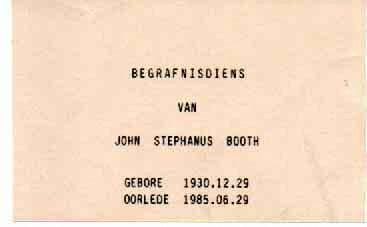 BEGRAFNISDIENS
VAN
JOHN STEPHANUS BOOTH
GEBORE 1930.12.29
OORLEDE 1985.06.29